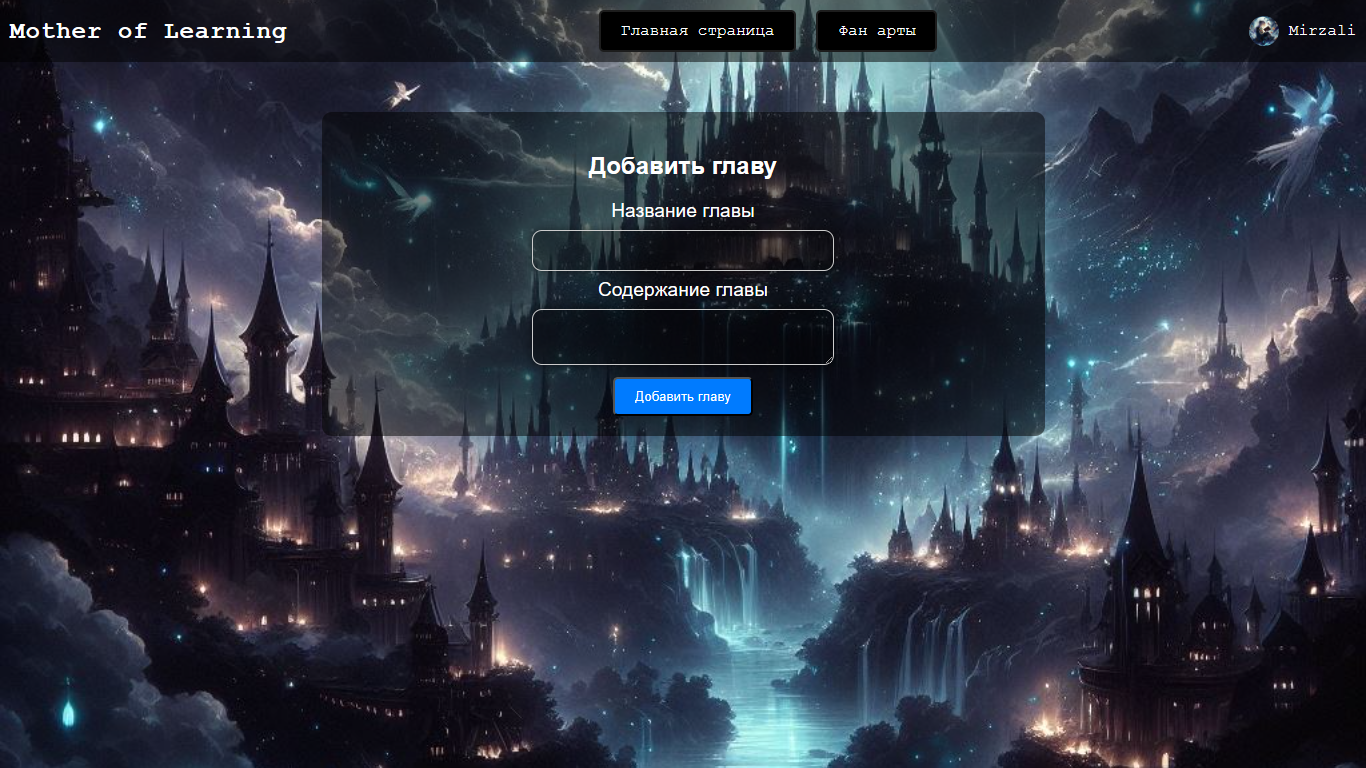 Mother of Learning
Главная страница
Фан арты
Mirzali
Добавить главу
Название главы
Содержание главы
Добавить главу